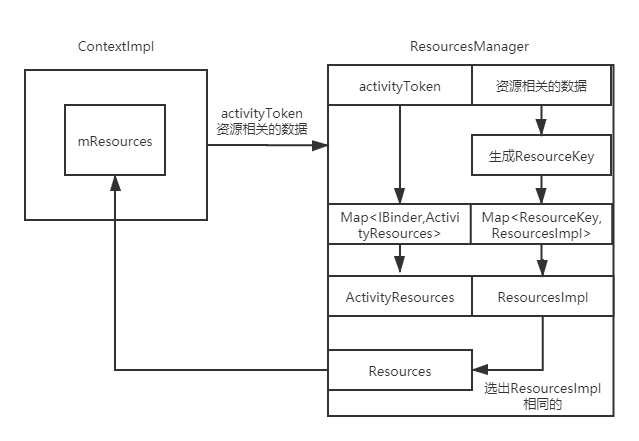 ContextImpl
ResourcesManager
mResources
activityToken
资源相关的数据
activityToken
资源相关的数据
生成ResourceKey
Map<IBinder,Activi
tyResources>
Map<ResourceKey,
ResourcesImpl>
ActivityResources
ResourcesImpl
Resources
选出ResourcesImpl
相同的